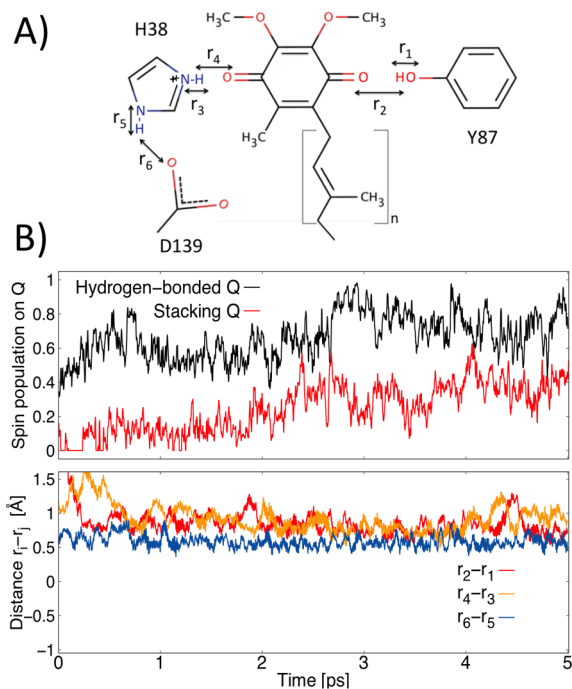 A)
H38
r4
N-H
+
r3
N
H
r5
r6
O
O
D139
O
O
O
O
H3C
CH3
n
r1
HO
r2
Y87
B)
Spin population on Q
1
0.8
0.6
0.4
0.2
0
Hydrogen-bonded Q
Stacking Q
Distance ri-rj [Å]
1.5
1
0.5
0
-0.5
-1
r2-r1
r4-r3
r6-r5
0 1 2 3 4 5
Time [ps]